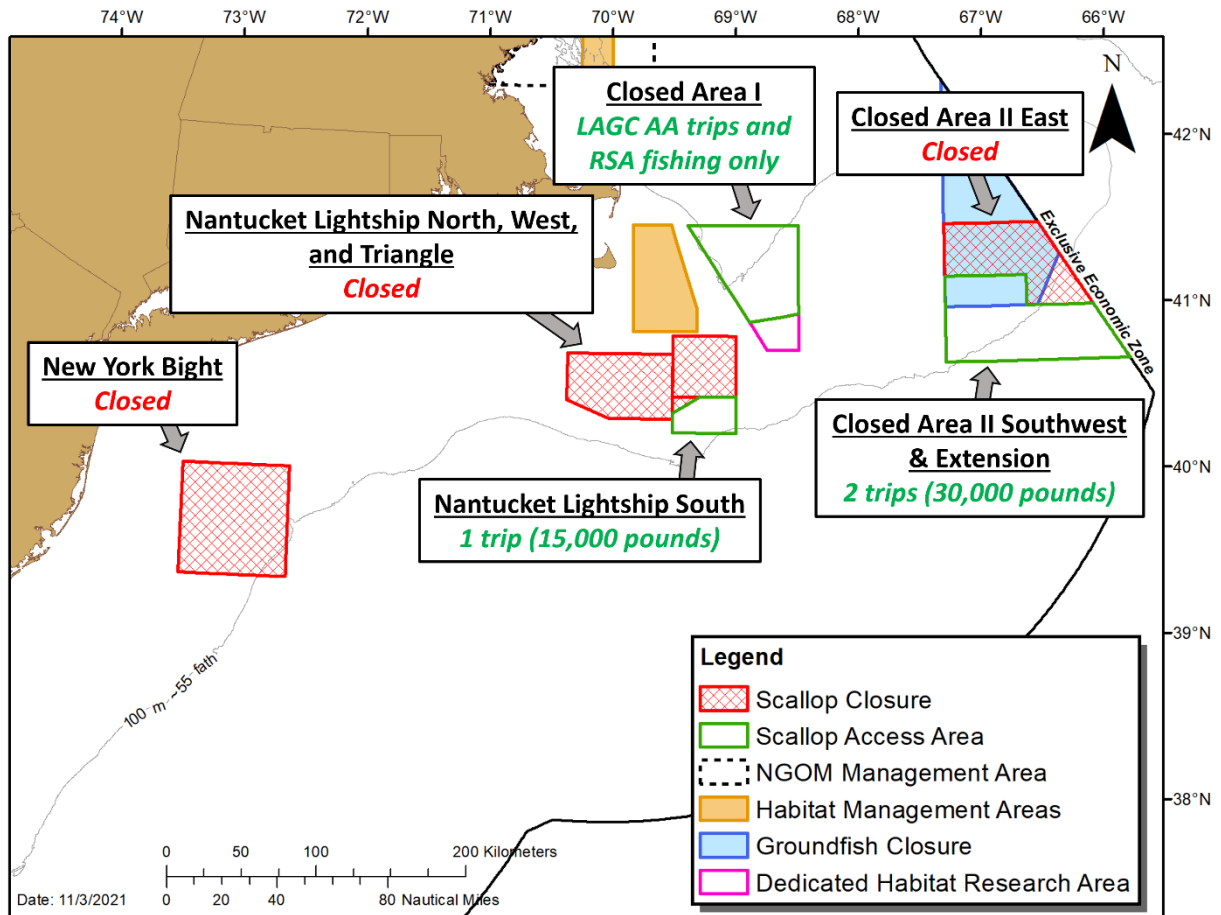 74°W 73°W 72°W 71°W 70°W 69°W 68°W 67°W 66°W
N
42°N
41°N
40°N
39°N
38°N
Closed Area I
LAGC AA trips and
RSA fishing only
Closed Area II East
Closed
Nantucket Lightship North, West,
and Triangle
Closed
Exclusive Economic Zone
New York Bight
Closed
Closed Area II Southwest
& Extension
2 trips (30,000 pounds)
Nantucket Lightship South
1 trip (15,000 pounds)
100 m ~55 fath
Legend
Scallop Closure
Scallop Access Area
NGOM Management Area
Habitat Management Areas
Groundfish Closure
Dedicated Habitat Research Area
0 50 100 200 Kilometers
0 20 40 80 Nautical Miles
Date: 11/3/2021